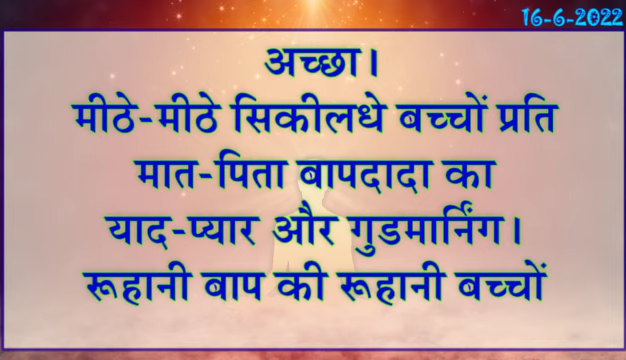 16-6-2022
अच्छा।
मीठे-मीठे सिकीलधे बच्चों प्रति
मात-पिता बापदादा का
याद-प्यार और गुडमार्निंग।
रूहानी बाप की रूहानी बच्चों